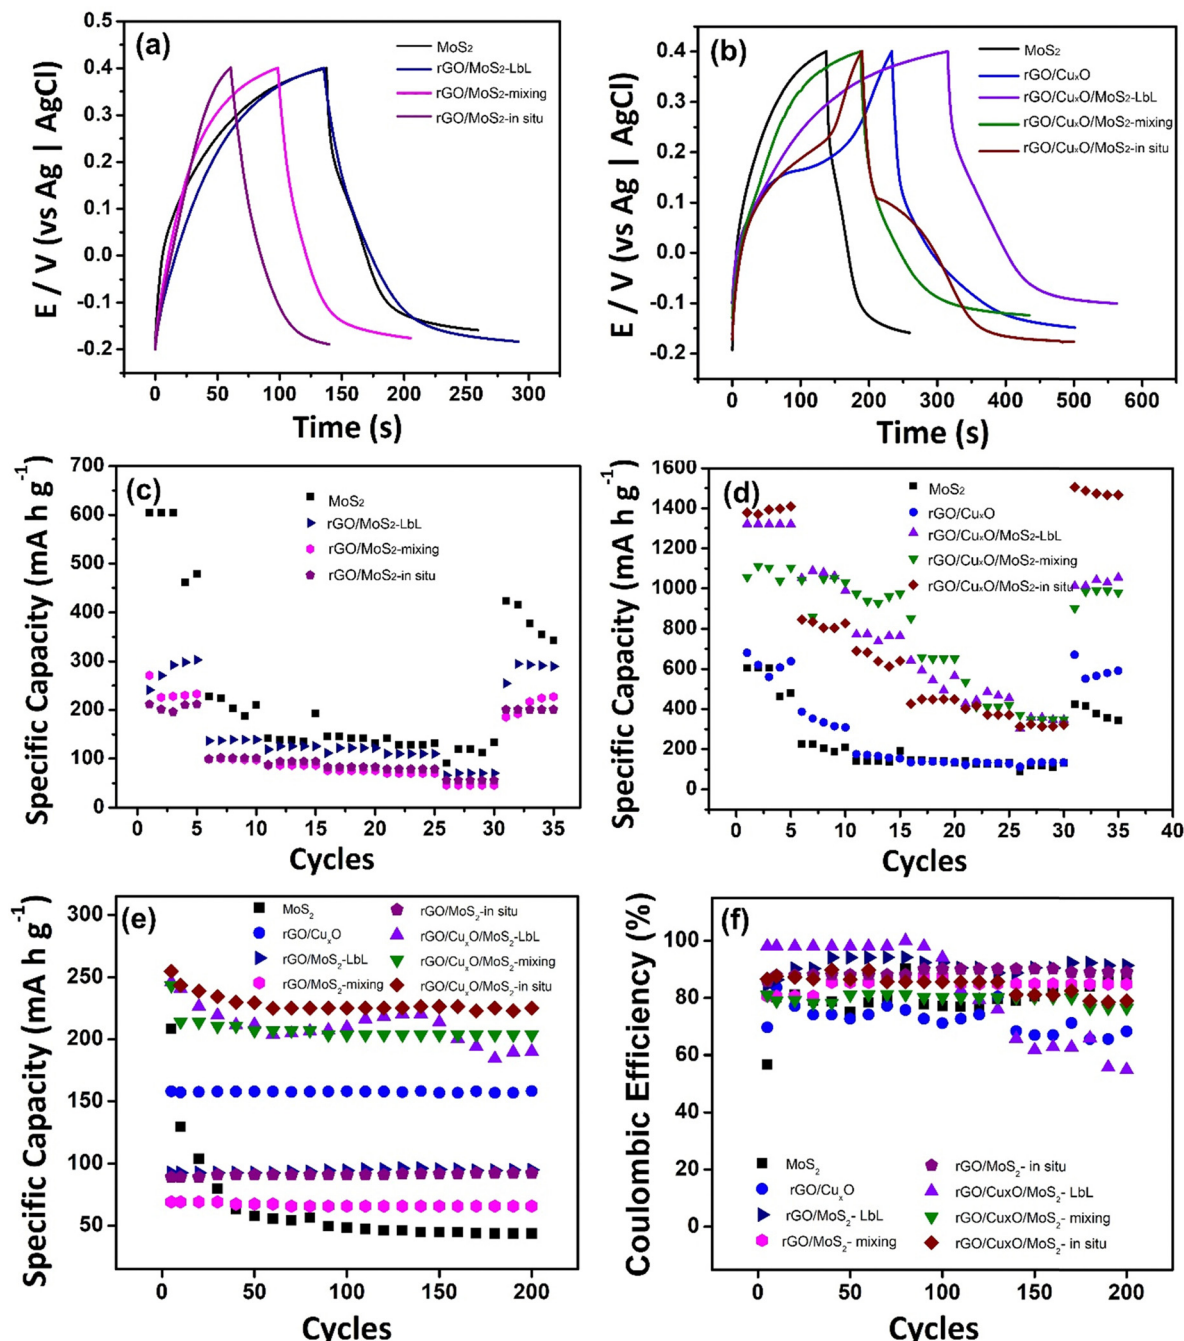 (a)
MoS2
rGO/MoS2-LbL
rGO/MoS2-mixing
rGO/MoS2-in situ
0.5
0.4
0.3
0.2
0.1
0.0
-0.1
-0.2
E / V (vs Ag | AgCl)
0 50 100 150 200 250 300
Time (s)
(b)
MoS2
rGO/CuxO
rGO/CuxO/MoS2-LbL
rGO/CuxO/MoS2-mixing
rGO/CuxO/MoS2-in situ
0.4
0.3
0.2
0.1
0.0
-0.1
-0.2
E / V (vs Ag | AgCl)
0 100 200 300 400 500 600
Time (s)
(c)
MoS2
rGO/MoS2-LbL
rGO/MoS2-mixing
rGO/MoS2-in situ
700
600
500
400
300
200
100
0
Specific Capacity (mA h g-1)
0 5 10 15 20 25 30 35
Cycles
(d)
MoS2
rGO/CuxO
rGO/CuxO/MoS2-LbL
rGO/CuxO/MoS2-mixing
rGO/CuxO/MoS2-in situ
1600
1400
1200
1000
800
600
400
200
0
Specific Capacity (mA h g-1)
0 5 10 15 20 25 30 35 40
Cycles
(e)
MoS2
rGO/CuxO
rGO/MoS2-LbL
rGO/MoS2-mixing
rGO/MoS2-in situ
rGO/CuxO/MoS2-LbL
rGO/CuxO/MoS2-mixing
rGO/CuxO/MoS2-in situ
300
250
200
150
100
50
Specific Capacity (mA h g-1)
0 50 100 150 200
Cycles
(f)
100
80
60
40
20
0
Coulombic Efficiency (%)
MoS2
rGO/CuxO
rGO/MoS2- LbL
rGO/MoS2- mixing
rGO/MoS2- in situ
rGO/CuxO/MoS2- LbL
rGO/CuxO/MoS2- mixing
rGO/CuxO/MoS2- in situ
0 50 100 150 200
Cycles